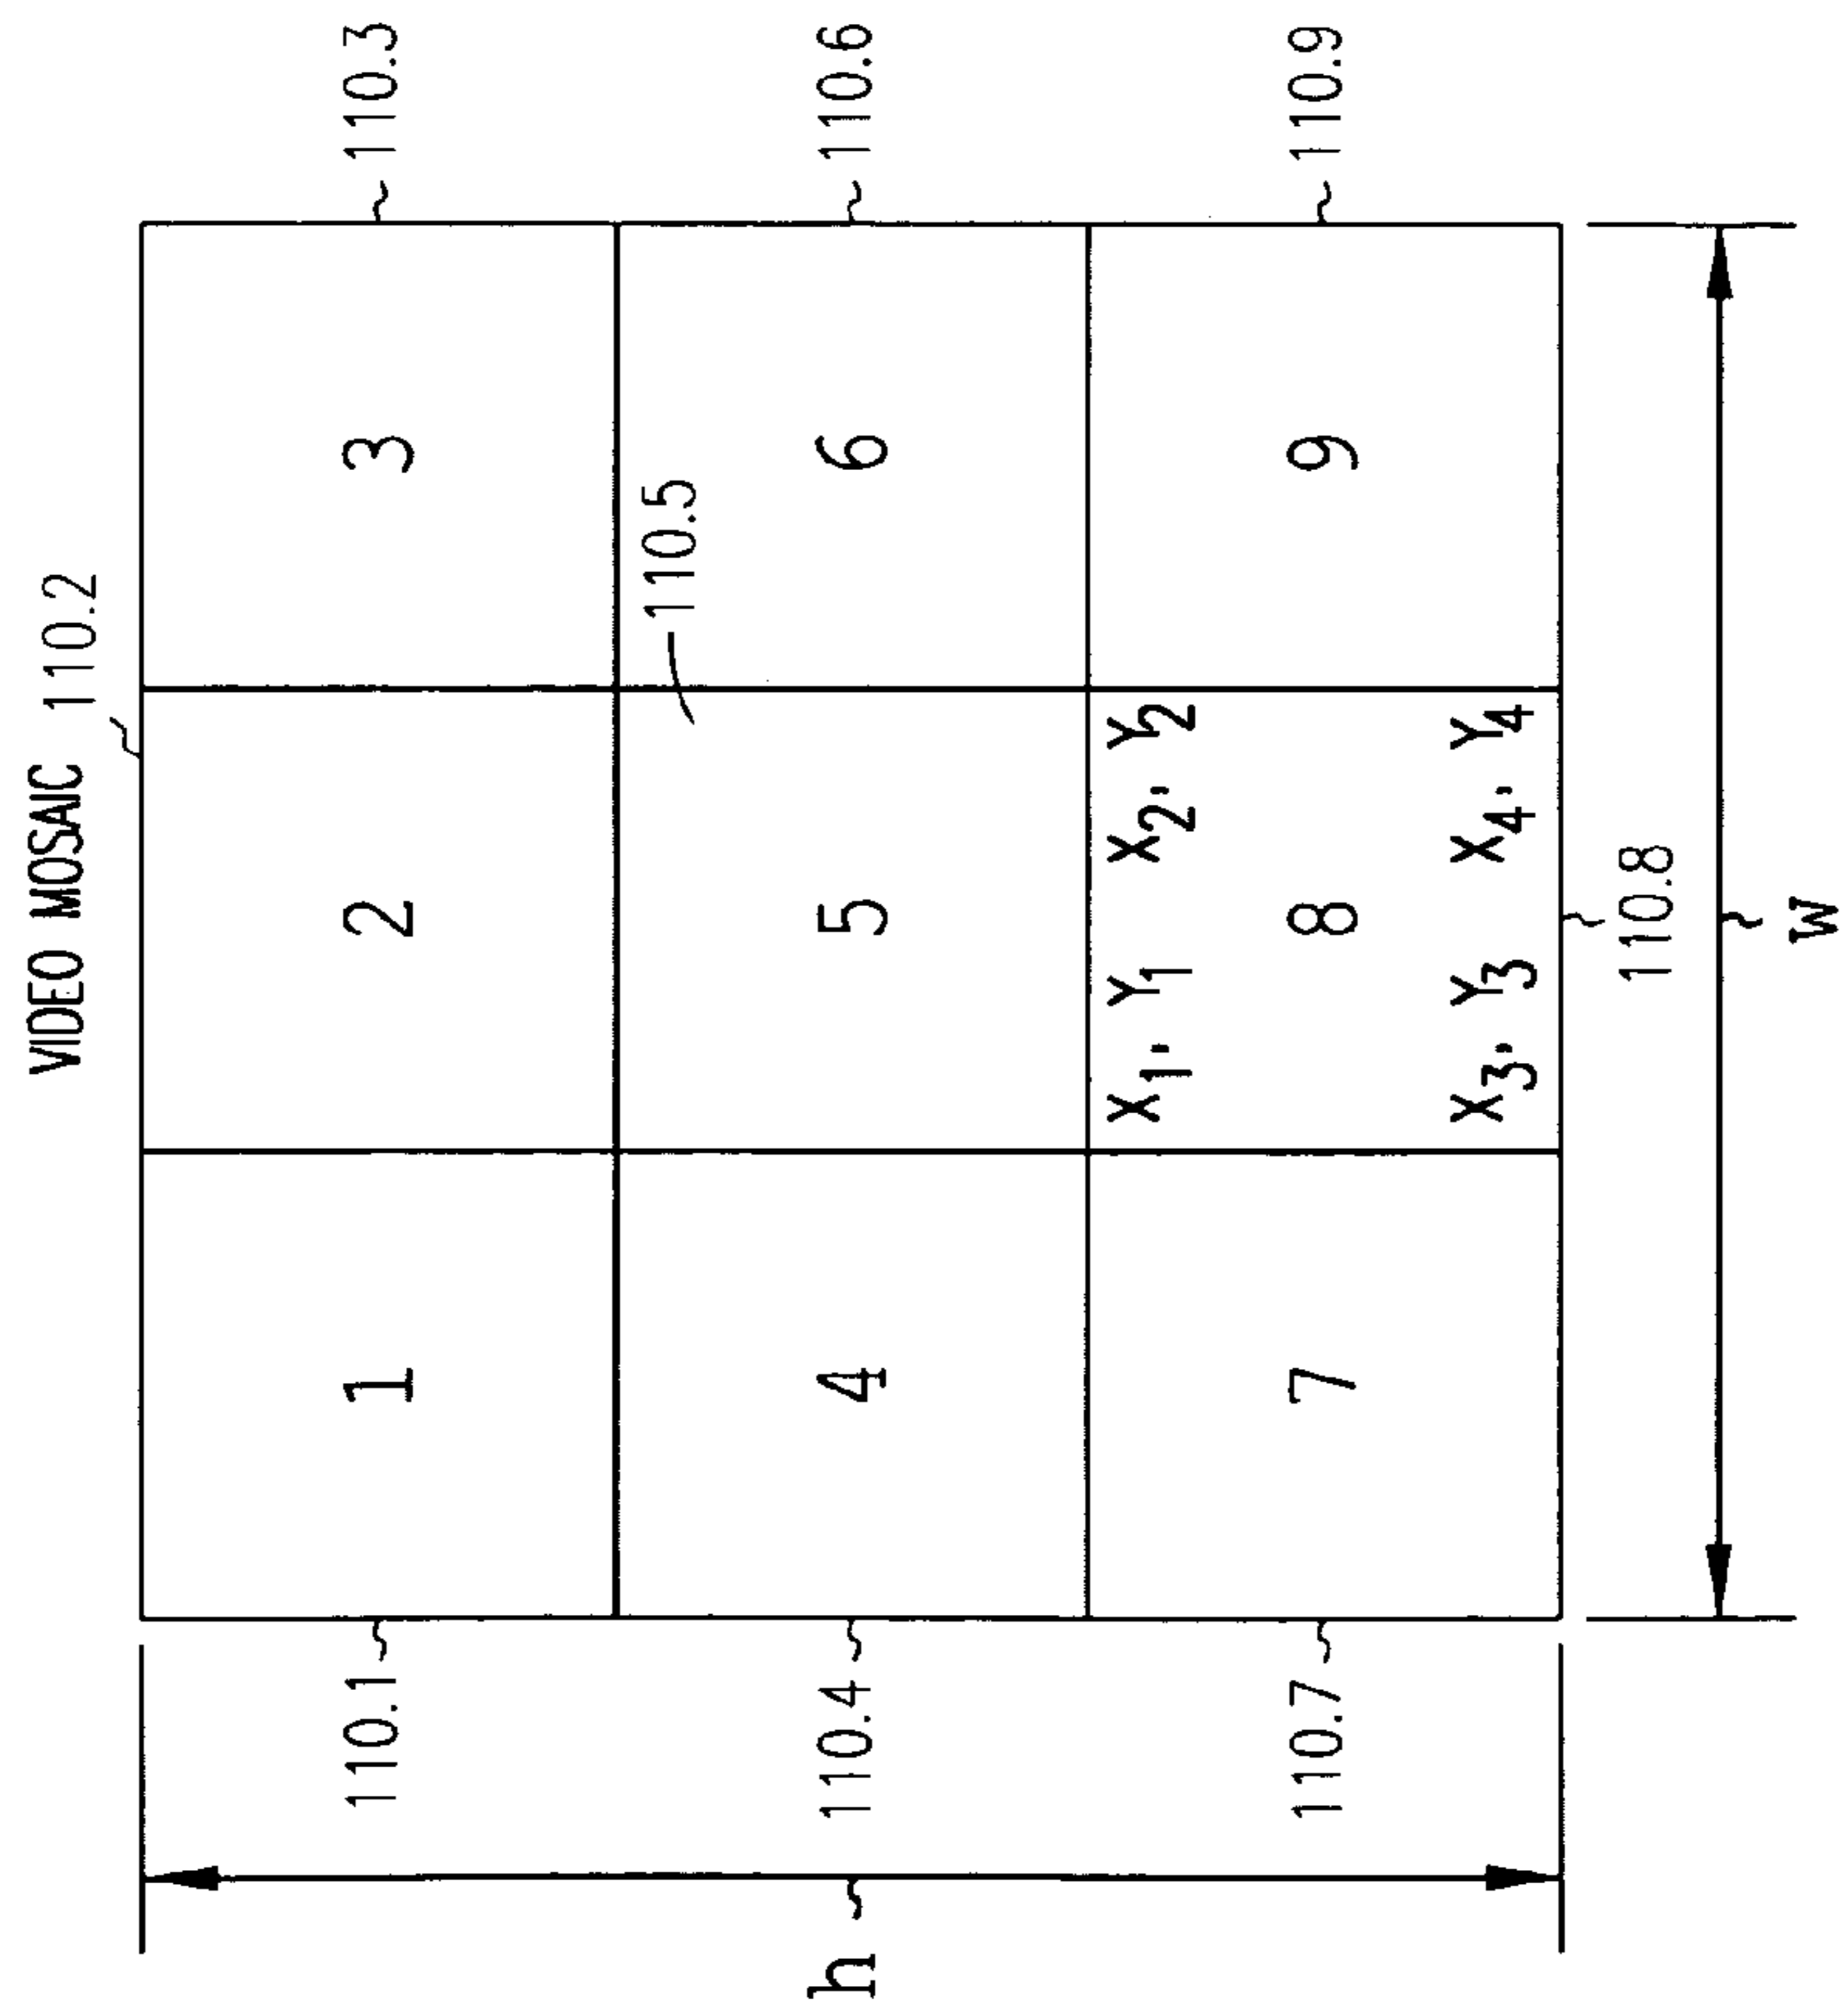 VIDEO MOSAIC 110.2
110.1 1 2 3 110.3
110.5
h 110.4 4 5 6 110.6
X1, Y1 X2, Y2
110.7 7 8 9 110.9
X3, Y3 X4, Y4
110.8
w